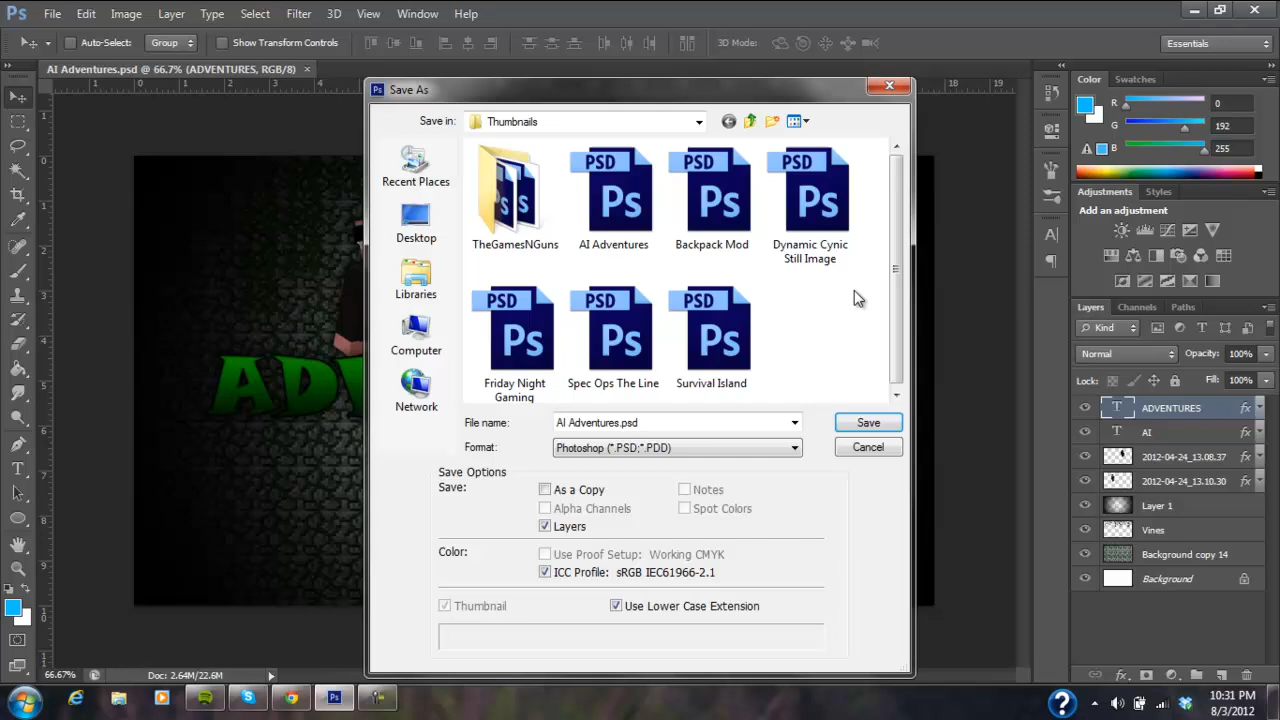 Ps File Edit Image Layer Type Select Filter 3D View Window Help
Auto-Select: Group Show Transform Controls 3D Mode: Essentials
AI Adventures.psd @ 66.7% (ADVENTURES, RGB/8) ×
Save As
Save in: Thumbnails
Recent Places
Desktop
Libraries
Computer
Network
TheGamesNGuns
PSD Ps AI Adventures
PSD Ps Backpack Mod
PSD Ps Dynamic Cynic
Still Image
PSD Ps Friday Night
Gaming
PSD Ps Spec Ops The Line
PSD Ps Survival Island
File name: AI Adventures.psd Save
Format: Photoshop (*.PSD;*.PDD) Cancel
Save Options
Save: As a Copy Notes
Alpha Channels Spot Colors
Layers
Color: Use Proof Setup: Working CMYK
ICC Profile: sRGB IEC61966-2.1
Thumbnail Use Lower Case Extension
Color Swatches
R 0
G 192
B 255
Adjustments Styles
Add an adjustment
Layers Channels Paths
Kind
Normal Opacity: 100%
Lock: Fill: 100%
ADVENTURES fx
AI fx
2012-04-24_13.08.37 fx
2012-04-24_13.10.30 fx
Layer 1
Vines
Background copy 14
Background
66.67% Doc: 2.64M/22.6M
10:31 PM
8/3/2012